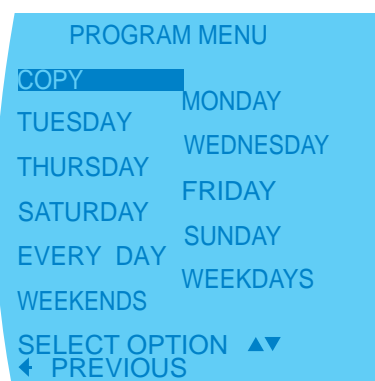 PROGRAM MENU
COPY
MONDAY
TUESDAY
WEDNESDAY
THURSDAY
FRIDAY
SATURDAY
SUNDAY
EVERY DAY
WEEKDAYS
WEEKENDS
SELECT OPTION ▲▼
← PREVIOUS